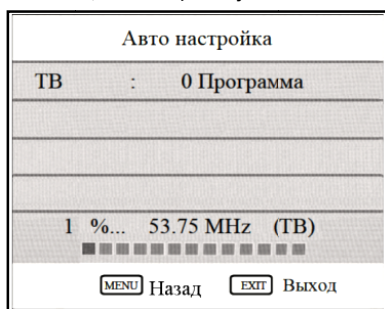 Авто настройка
ТВ : 0 Программа
1 %... 53.75 MHz (ТВ)
MENU Назад EXIT Выход